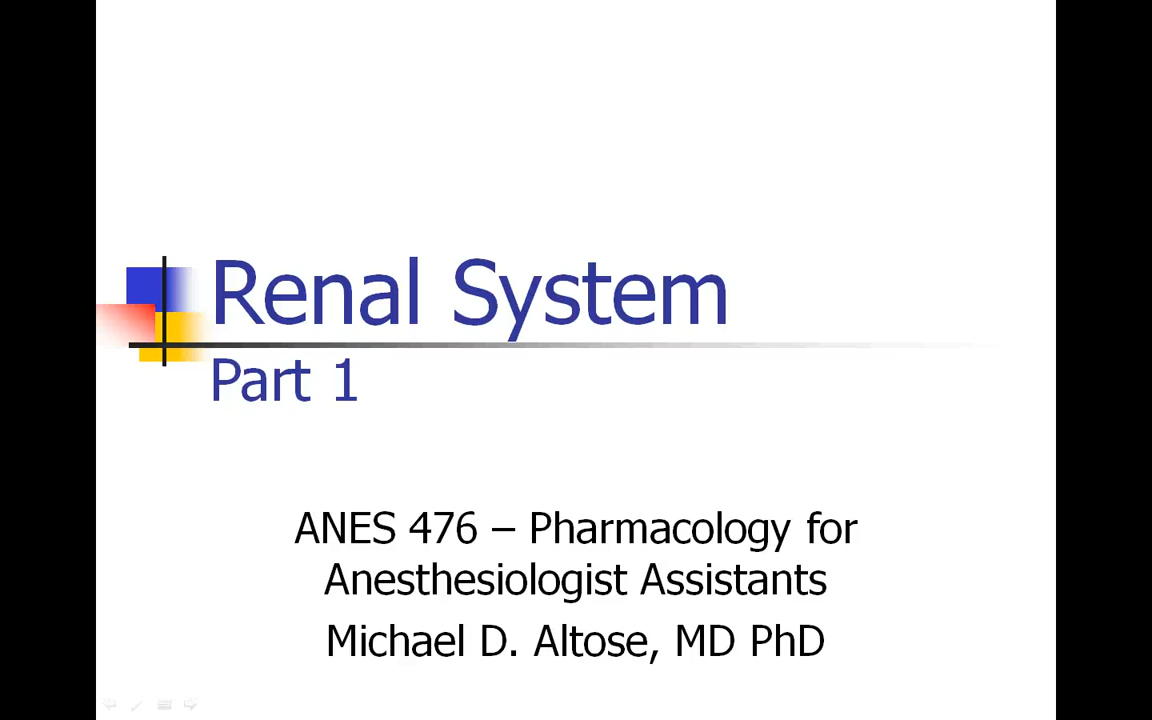 Renal System
Part 1
ANES 476 – Pharmacology for
Anesthesiologist Assistants
Michael D. Altose, MD PhD